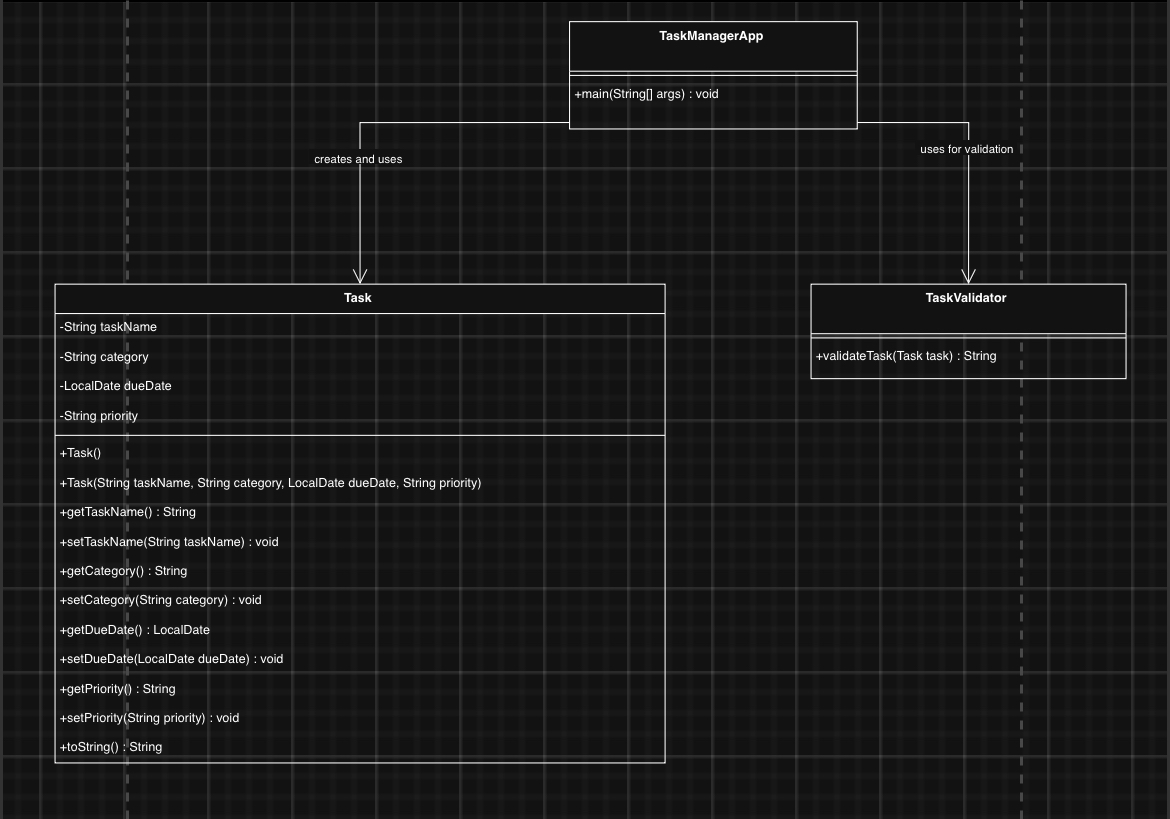 TaskManagerApp
+main(String[] args) : void
creates and uses
uses for validation
Task
-String taskName
-String category
-LocalDate dueDate
-String priority
+Task()
+Task(String taskName, String category, LocalDate dueDate, String priority)
+getTaskName() : String
+setTaskName(String taskName) : void
+getCategory() : String
+setCategory(String category) : void
+getDueDate() : LocalDate
+setDueDate(LocalDate dueDate) : void
+getPriority() : String
+setPriority(String priority) : void
+toString() : String
TaskValidator
+validateTask(Task task) : String